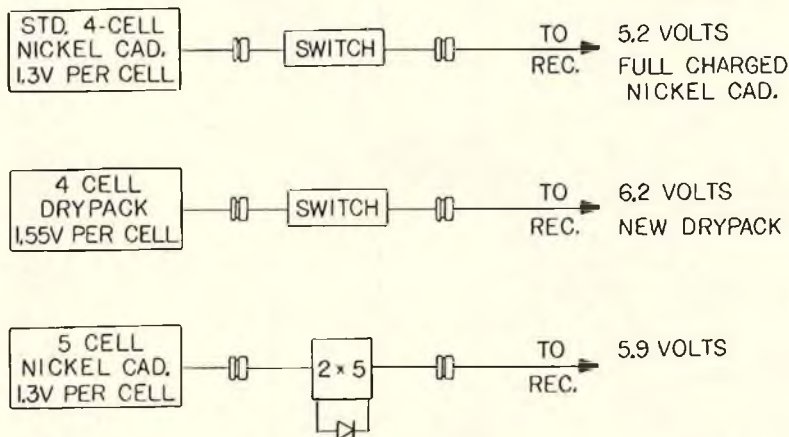 STD. 4-CELL
NICKEL CAD.
1.3V PER CELL
SWITCH
TO
REC.
5.2 VOLTS
FULL CHARGED
NICKEL CAD.
4 CELL
DRYPACK
1.55V PER CELL
SWITCH
TO
REC.
6.2 VOLTS
NEW DRYPACK
5 CELL
NICKEL CAD.
1.3V PER CELL
2 × 5
TO
REC.
5.9 VOLTS